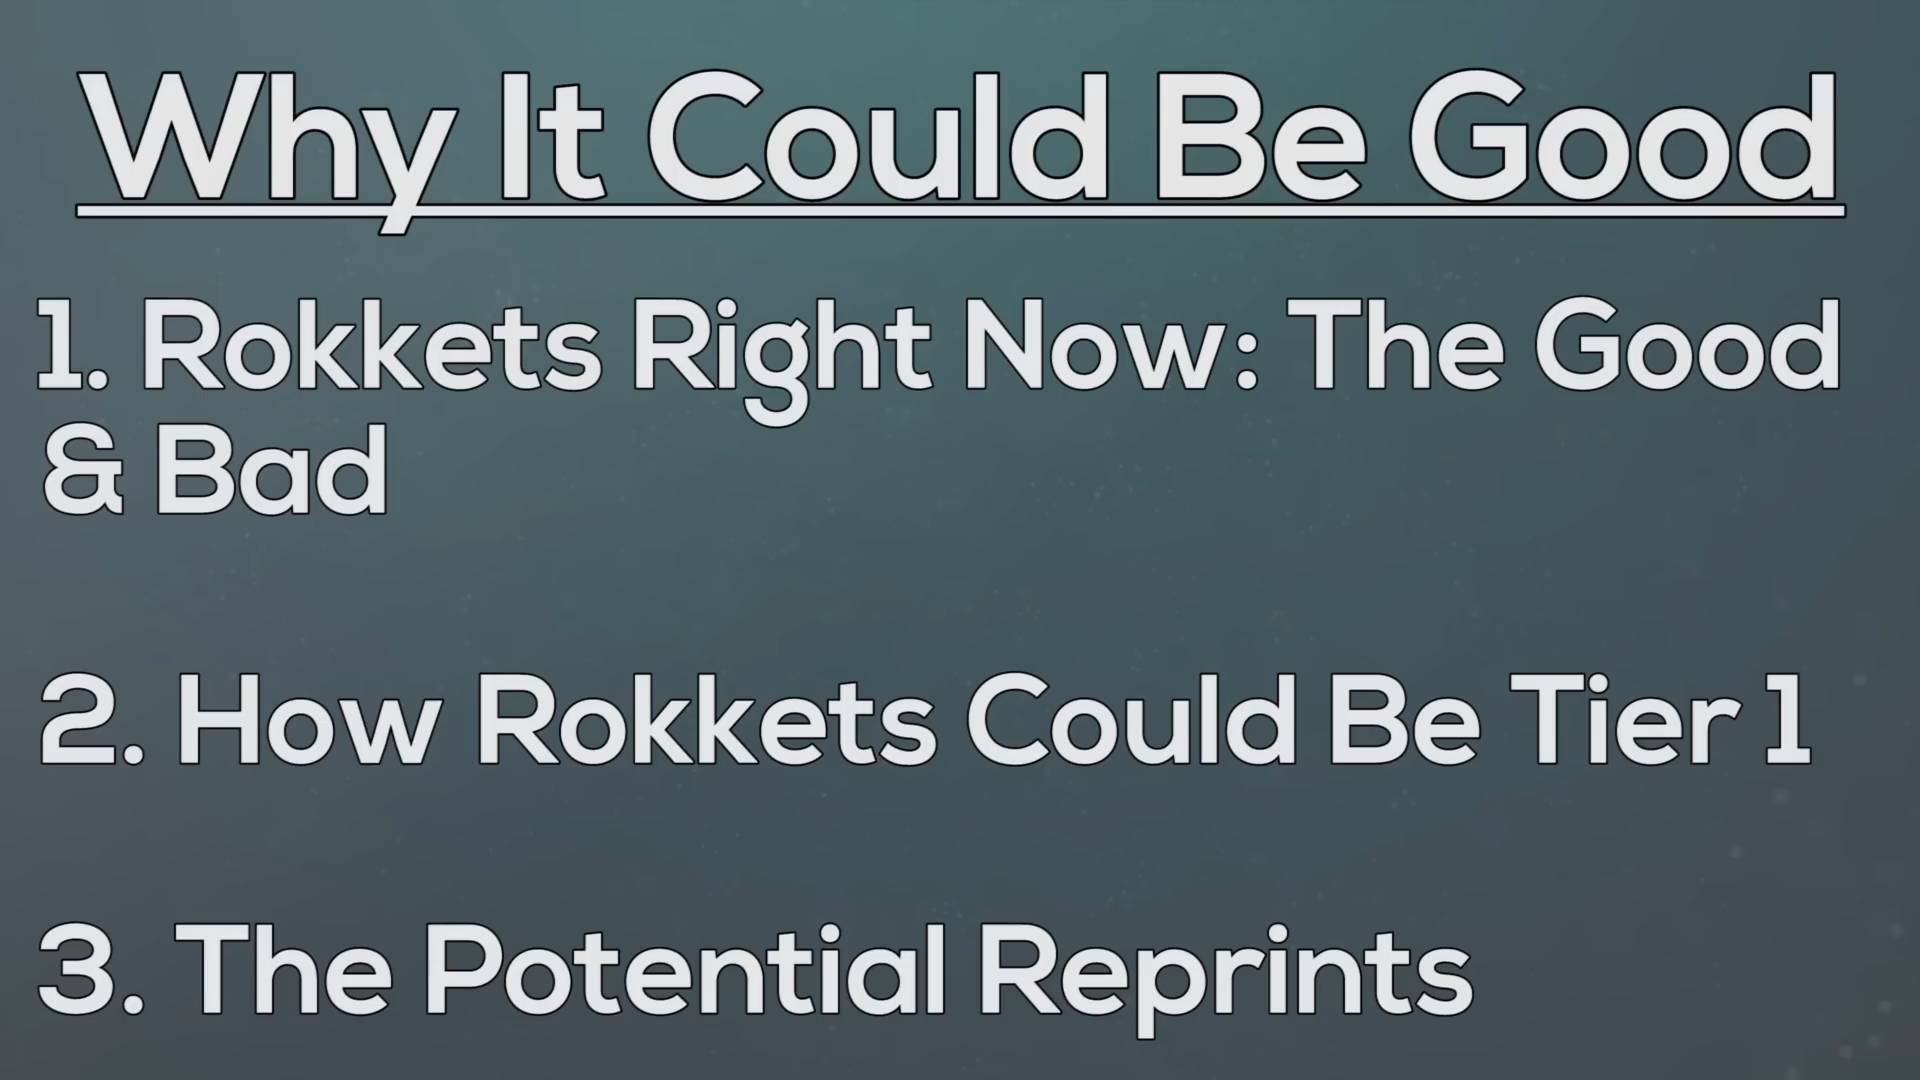 Why It Could Be Good
1. Rokkets Right Now: The Good
& Bad
2. How Rokkets Could Be Tier 1
3. The Potential Reprints